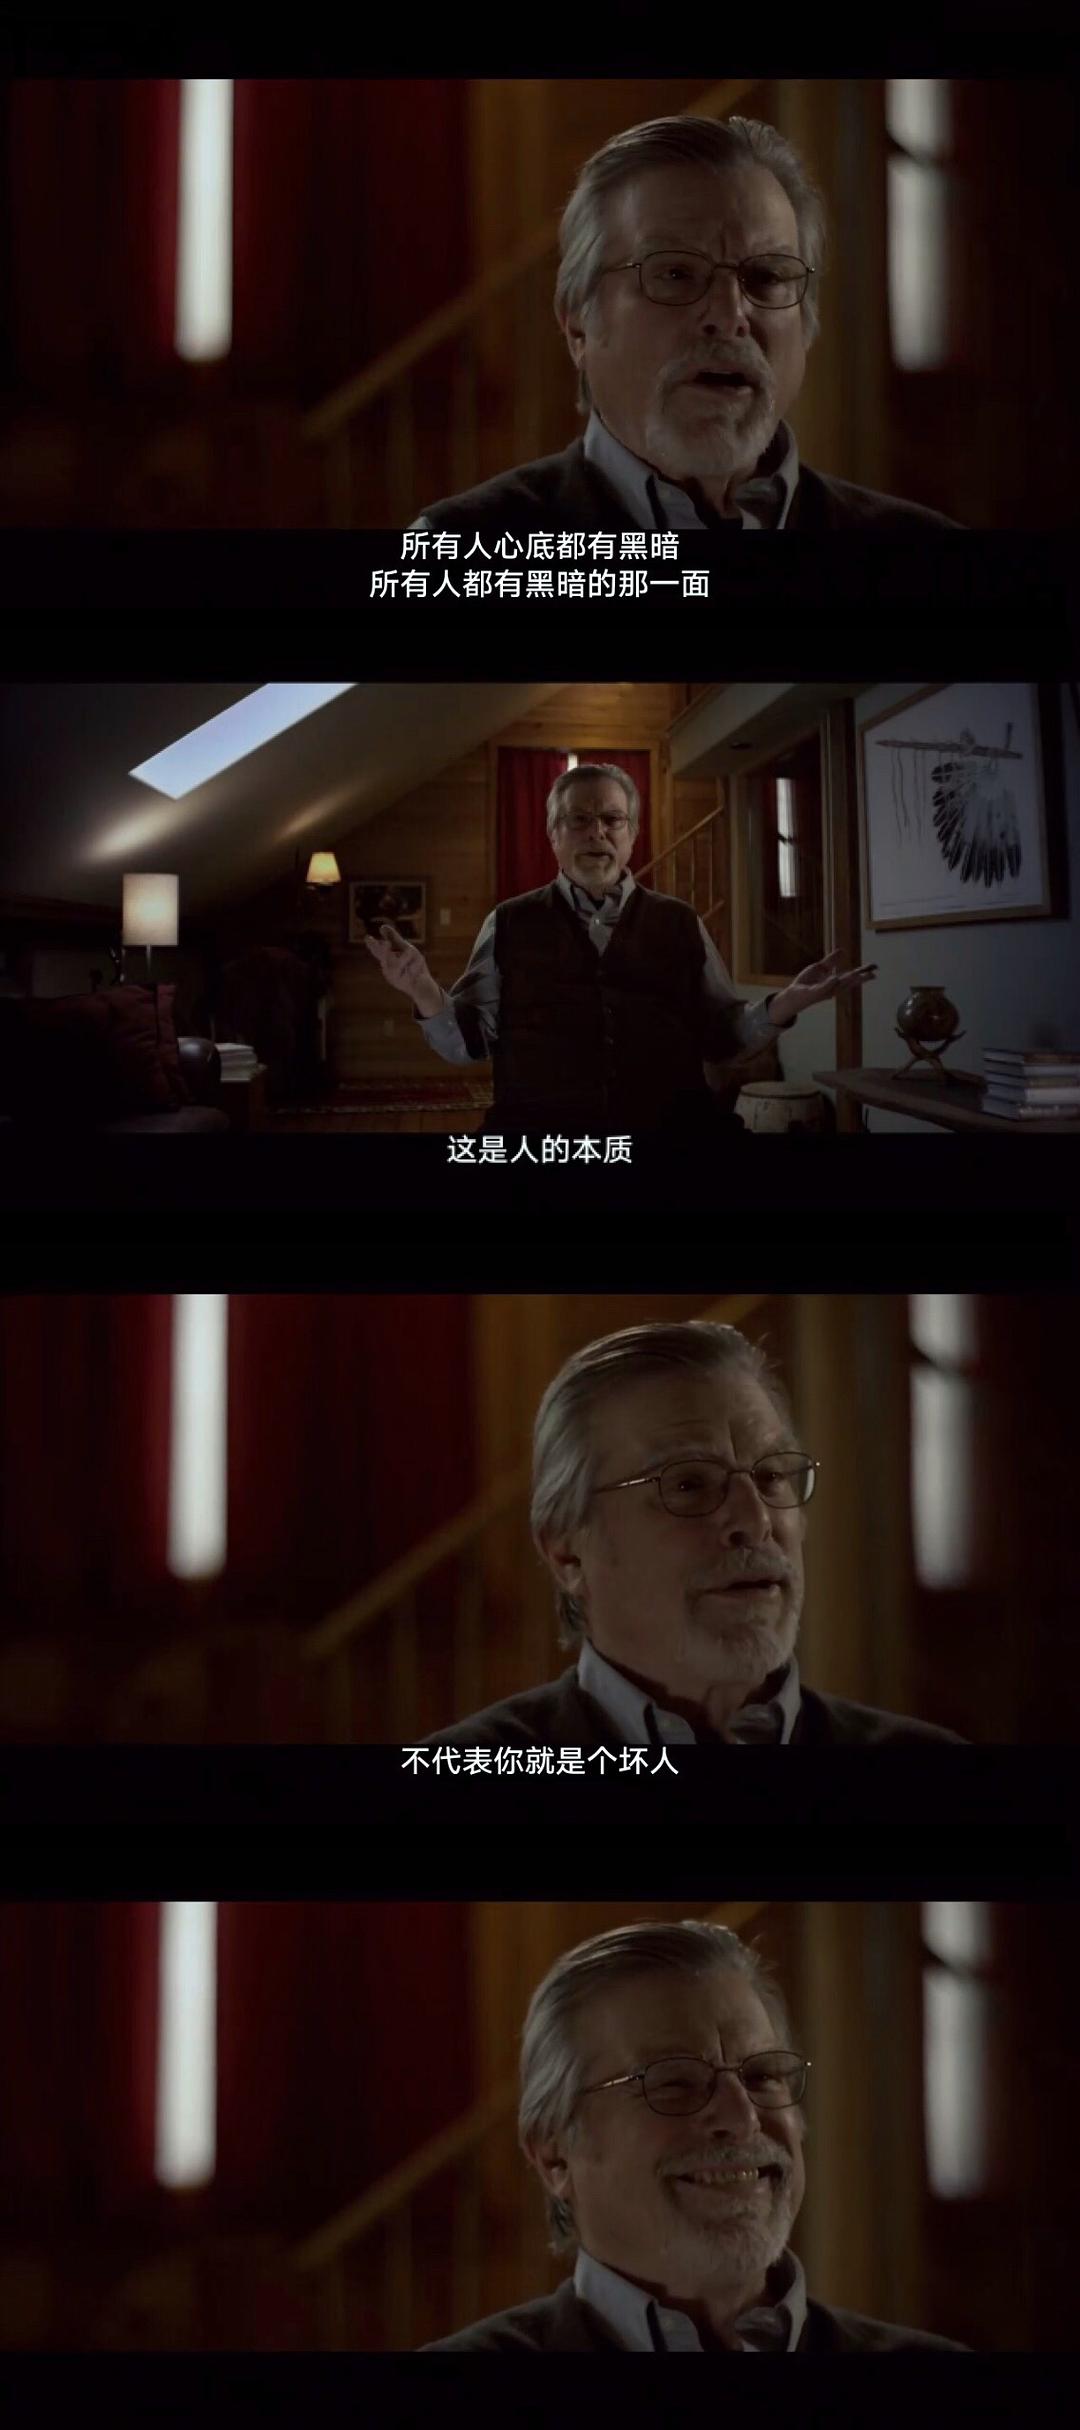 所有人心底都有黑暗
所有人都有黑暗的那一面
这是人的本质
不代表你就是个坏人